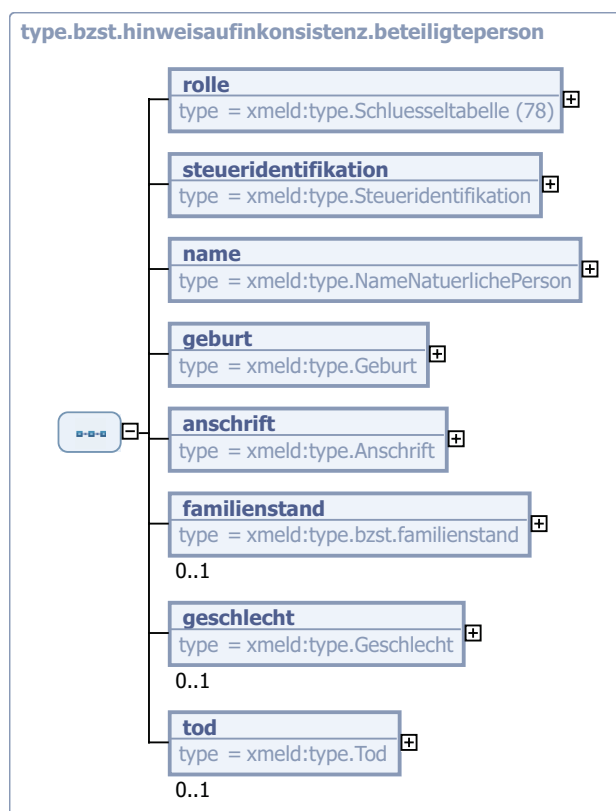 type.bzst.hinweisaufinkonsistenz.beteiligteperson
rolle
type = xmeld:type.Schluesseltabelle (78)
steueridentifikation
type = xmeld:type.Steueridentifikation
name
type = xmeld:type.NameNatuerlichePerson
geburt
type = xmeld:type.Geburt
anschrift
type = xmeld:type.Anschrift
familienstand
type = xmeld:type.bzst.familienstand
0..1
geschlecht
type = xmeld:type.Geschlecht
0..1
tod
type = xmeld:type.Tod
0..1